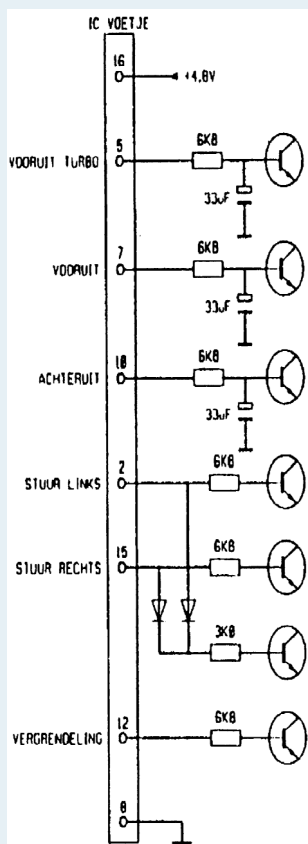 IC VOETJE
16
+4,8V
5
6K8
VOORUIT TURBO
33uF
7
6K8
VOORUIT
33uF
10
6K8
ACHTERUIT
33uF
2
6K8
STUUR LINKS
15
6K8
STUUR RECHTS
3K0
12
6K8
VERGRENDELING
8